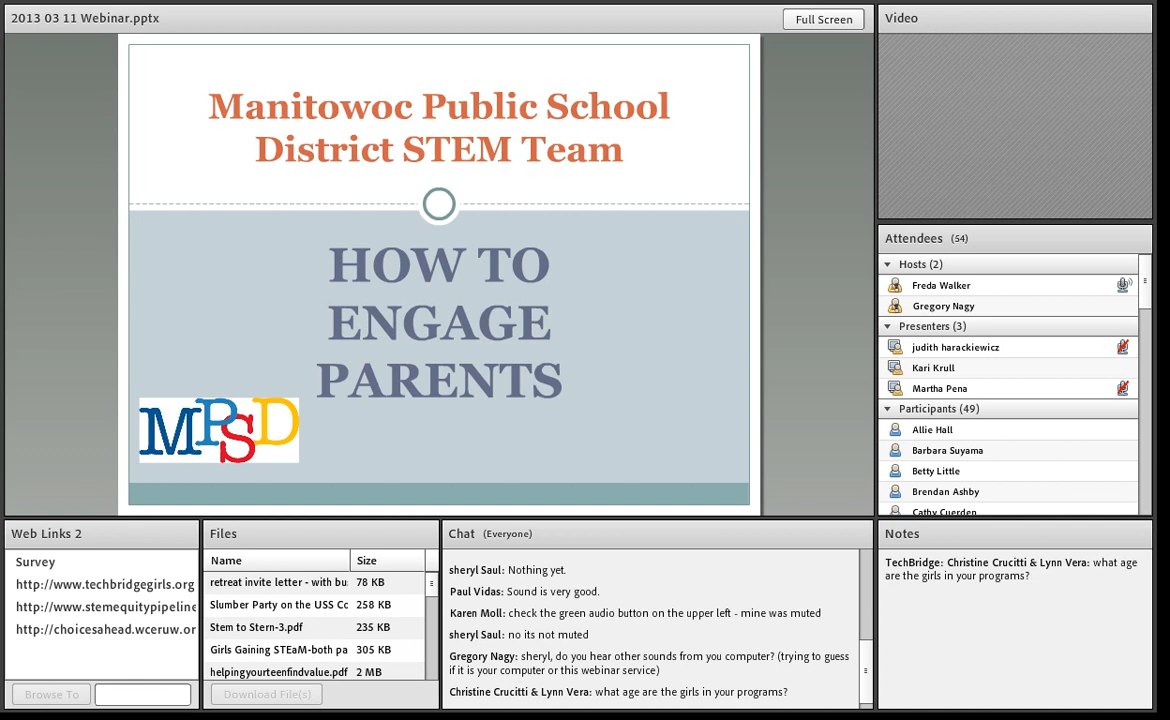 2013 03 11 Webinar.pptx
Full Screen
Manitowoc Public School
District STEM Team
HOW TO
ENGAGE
PARENTS
MPSD
Video
Attendees (54)
Hosts (2)
Freda Walker
Gregory Nagy
Presenters (3)
judith harackiewicz
Kari Krull
Martha Pena
Participants (49)
Allie Hall
Barbara Suyama
Betty Little
Brendan Ashby
Cathy Cuerden
Web Links 2
Survey
http://www.techbridgegirls.org
http://www.stemequitypipeline
http://choicesahead.wceruw.or
Browse To
Files
Name Size
retreat invite letter - with bu 78 KB
Slumber Party on the USS Cc 258 KB
Stem to Stern-3.pdf 235 KB
Girls Gaining STEaM-both pa 305 KB
helpingyourteenfindvalue.pdf 2 MB
Download File(s)
Chat (Everyone)
sheryl Saul: Nothing yet.
Paul Vidas: Sound is very good.
Karen Moll: check the green audio button on the upper left - mine was muted
sheryl Saul: no its not muted
Gregory Nagy: sheryl, do you hear other sounds from you computer? (trying to guess
if it is your computer or this webinar service)
Christine Crucitti & Lynn Vera: what age are the girls in your programs?
Notes
TechBridge: Christine Crucitti & Lynn Vera: what age
are the girls in your programs?